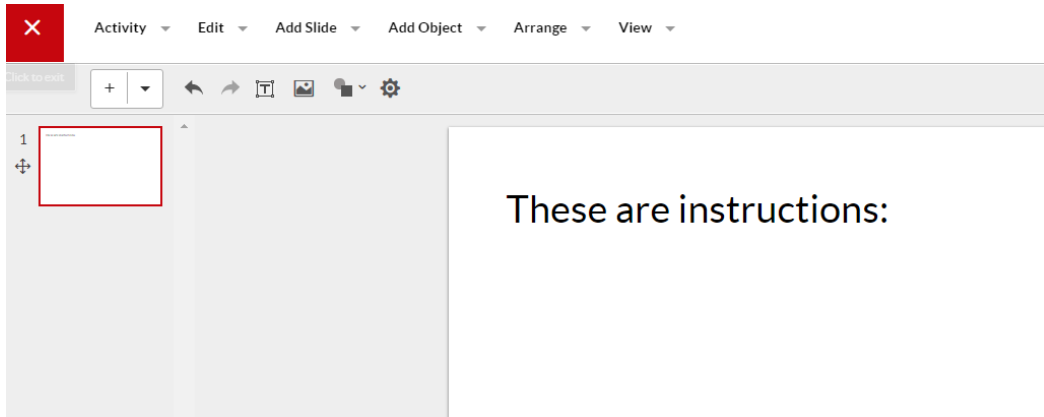 Activity Edit Add Slide Add Object Arrange View
Click to exit
+
1
These are instructions: